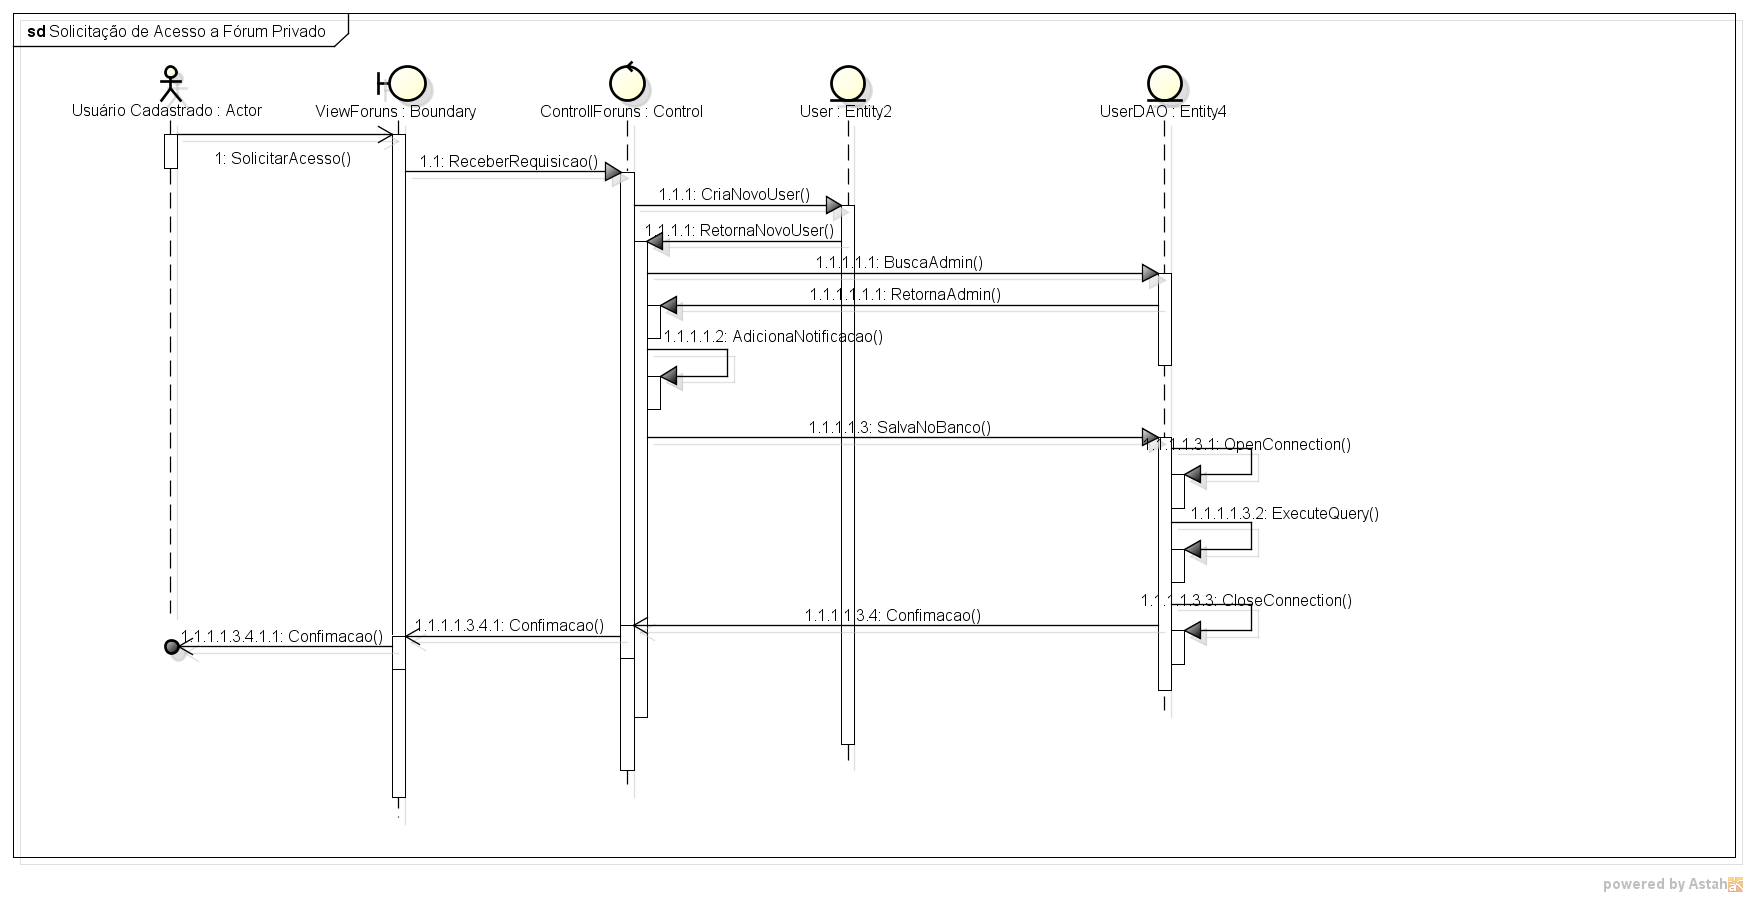 sd Solicitação de Acesso a Fórum Privado
Usuário Cadastrado : Actor
ViewForuns : Boundary
ControllForuns : Control
User : Entity2
UserDAO : Entity4
1: SolicitarAcesso()
1.1: ReceberRequisicao()
1.1.1: CriaNovoUser()
1.1.1.1: RetornaNovoUser()
1.1.1.1.1: BuscaAdmin()
1.1.1.1.1.1: RetornaAdmin()
1.1.1.1.2: AdicionaNotificacao()
1.1.1.1.3: SalvaNoBanco()
1.1.1.1.3.1: OpenConnection()
1.1.1.1.3.2: ExecuteQuery()
1.1.1.1.3.3: CloseConnection()
1.1.1.1.3.4: Confimacao()
1.1.1.1.3.4.1: Confimacao()
1.1.1.1.3.4.1.1: Confimacao()
powered by Astah